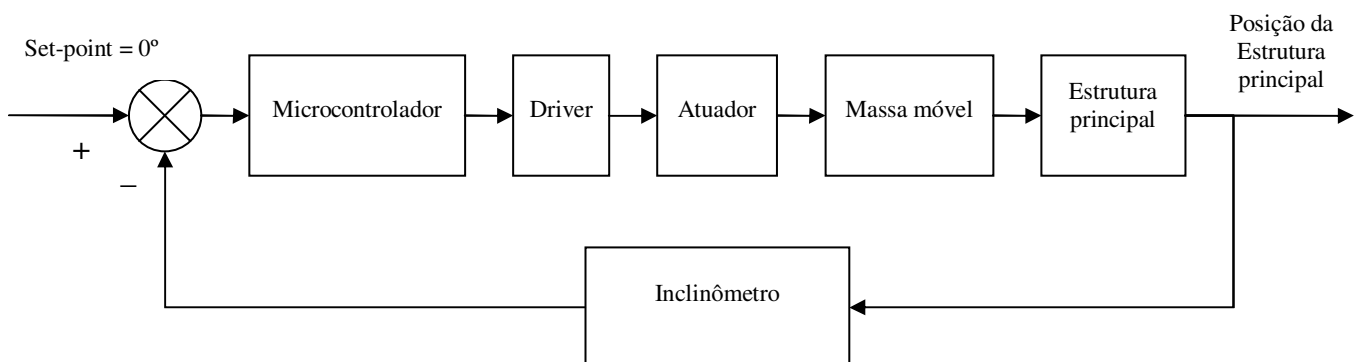 Posição da
Estrutura
principal
Set-point = 0º
Microcontrolador
Driver
Atuador
Massa móvel
Estrutura
principal
+
−
Inclinômetro